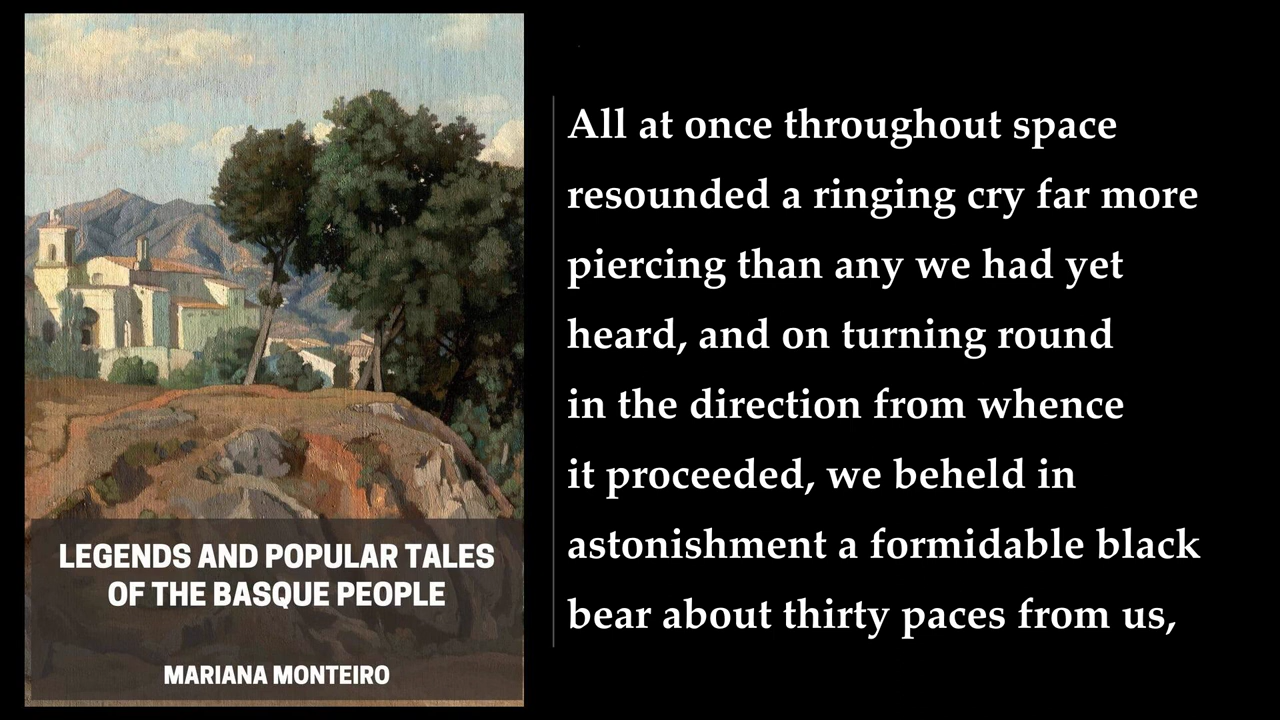 LEGENDS AND POPULAR TALES
OF THE BASQUE PEOPLE
MARIANA MONTEIRO
All at once throughout space
resounded a ringing cry far more
piercing than any we had yet
heard, and on turning round
in the direction from whence
it proceeded, we beheld in
astonishment a formidable black
bear about thirty paces from us,